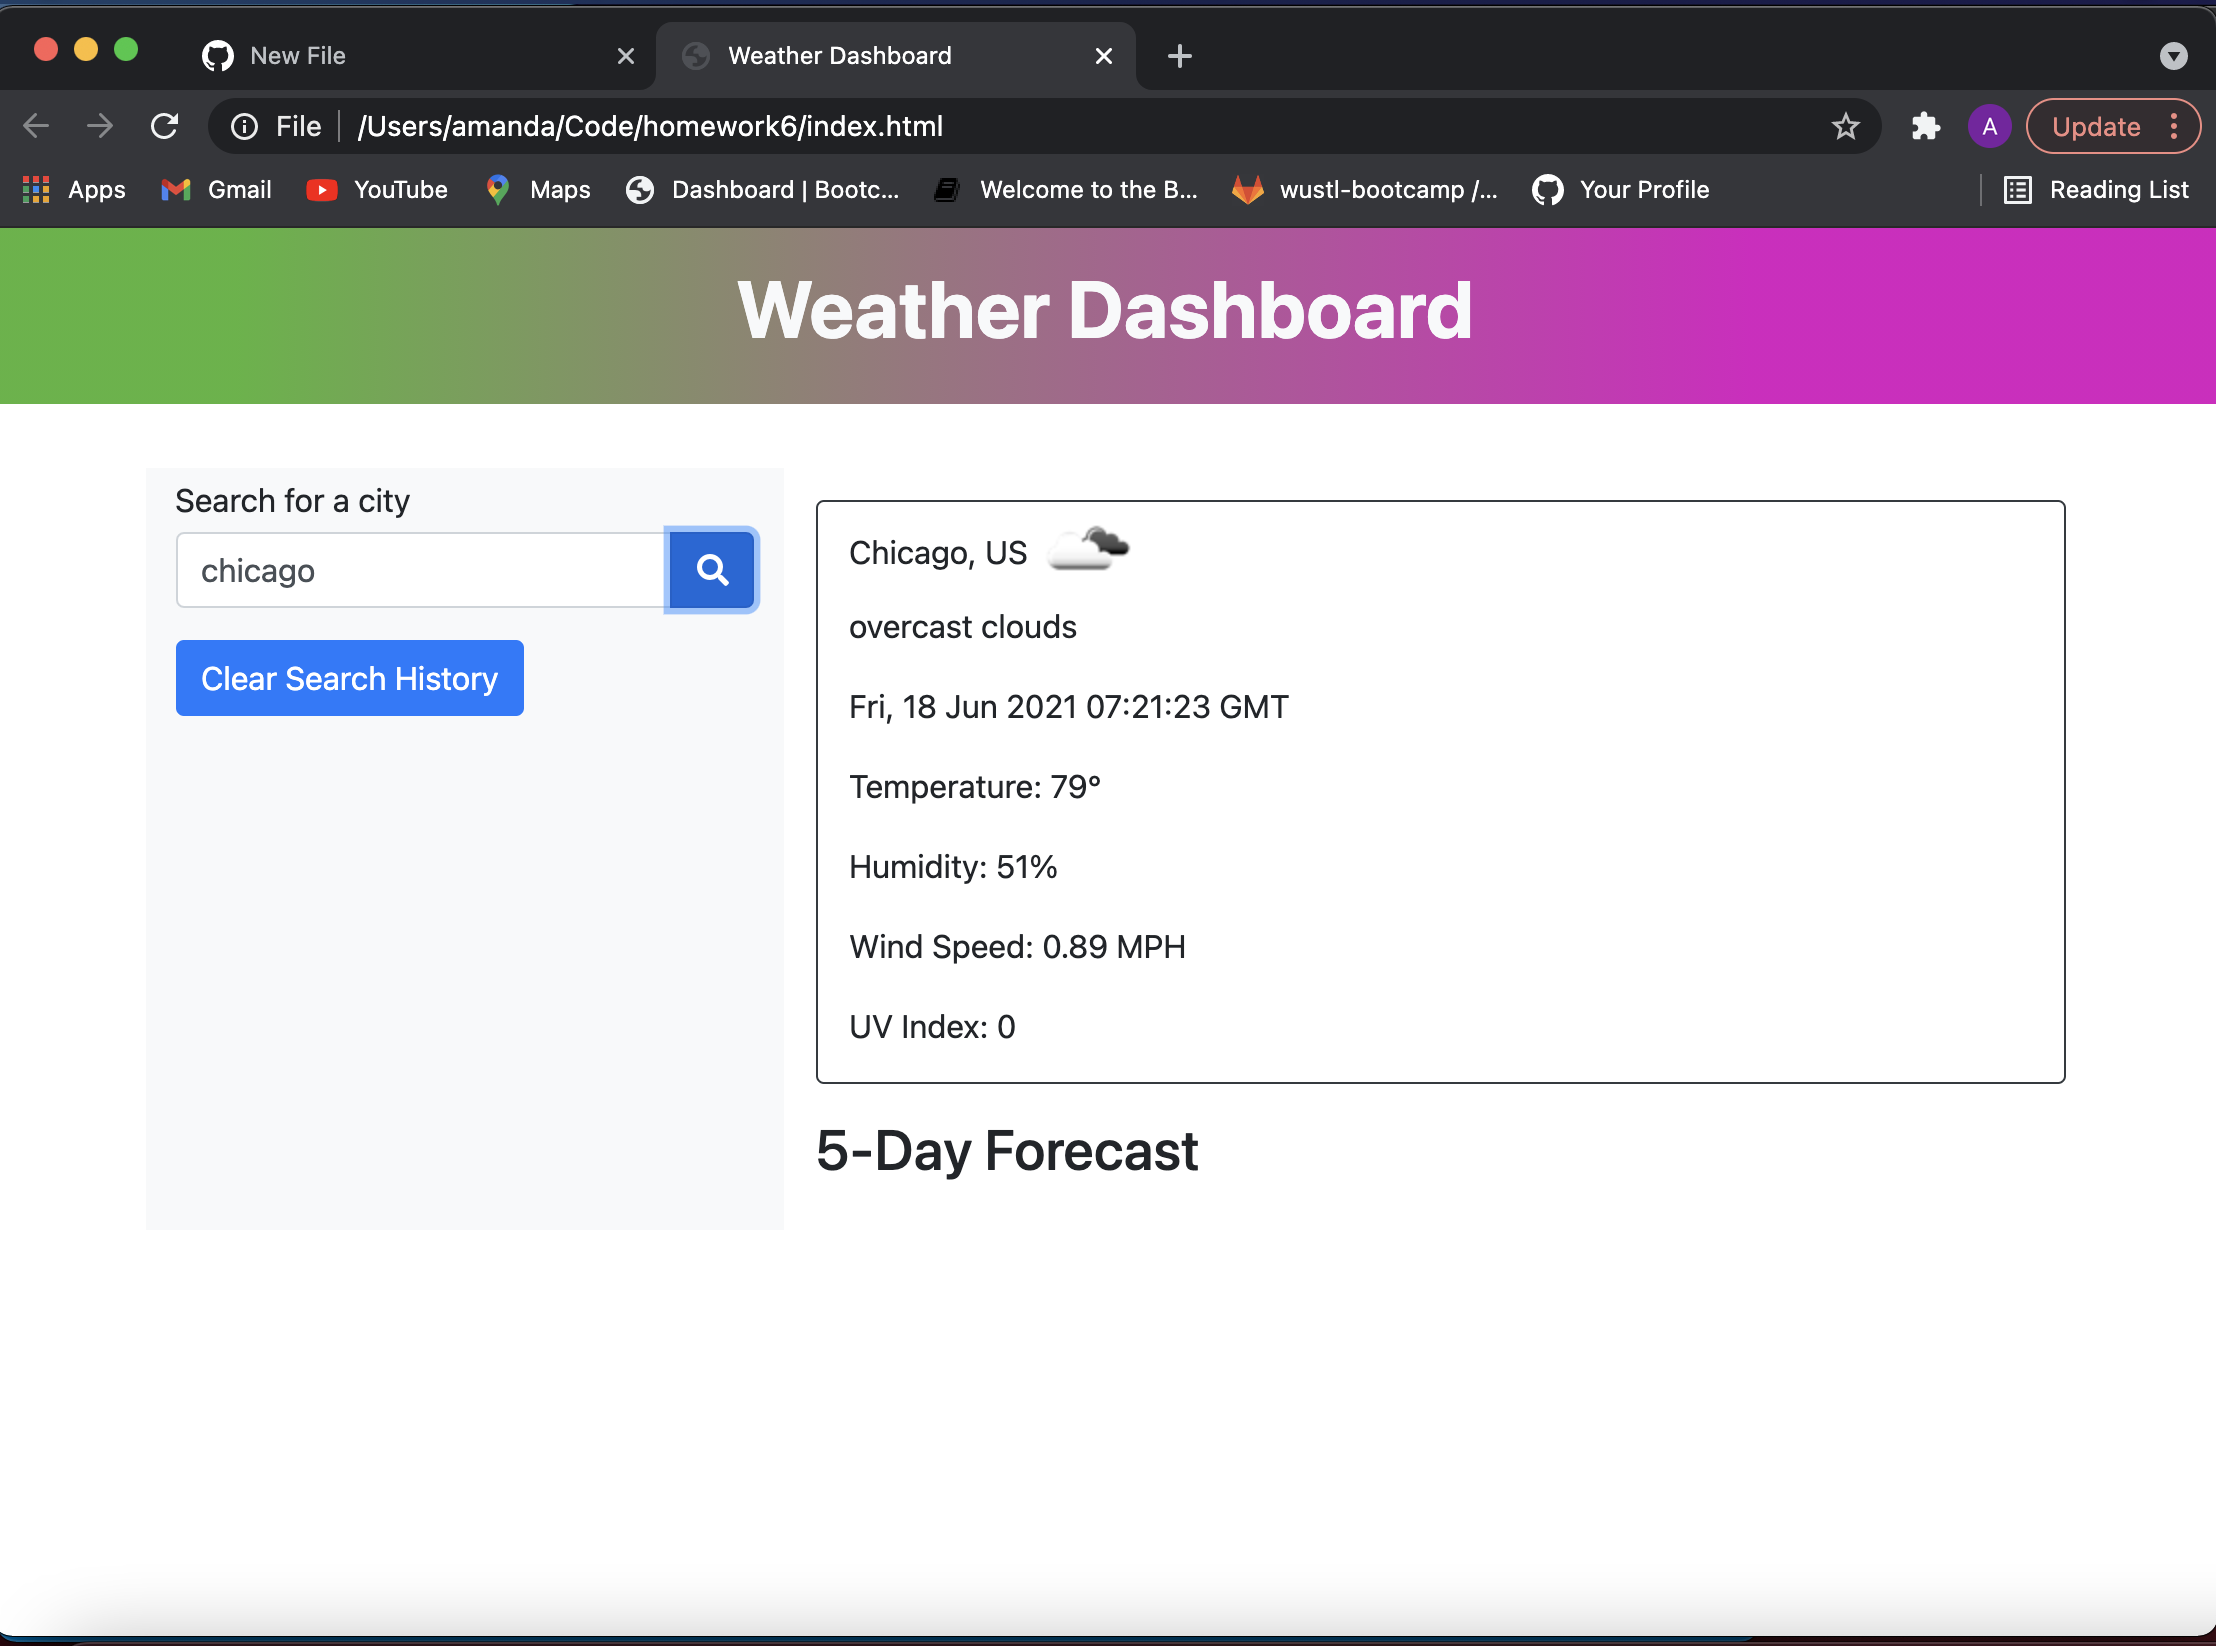 New File
Weather Dashboard
File
/Users/amanda/Code/homework6/index.html
A
Update
Apps
Gmail
YouTube
Maps
Dashboard | Bootc...
Welcome to the B...
wustl-bootcamp /...
Your Profile
Reading List
Weather Dashboard
Search for a city
chicago
Clear Search History
Chicago, US
overcast clouds
Fri, 18 Jun 2021 07:21:23 GMT
Temperature: 79°
Humidity: 51%
Wind Speed: 0.89 MPH
UV Index: 0
5-Day Forecast